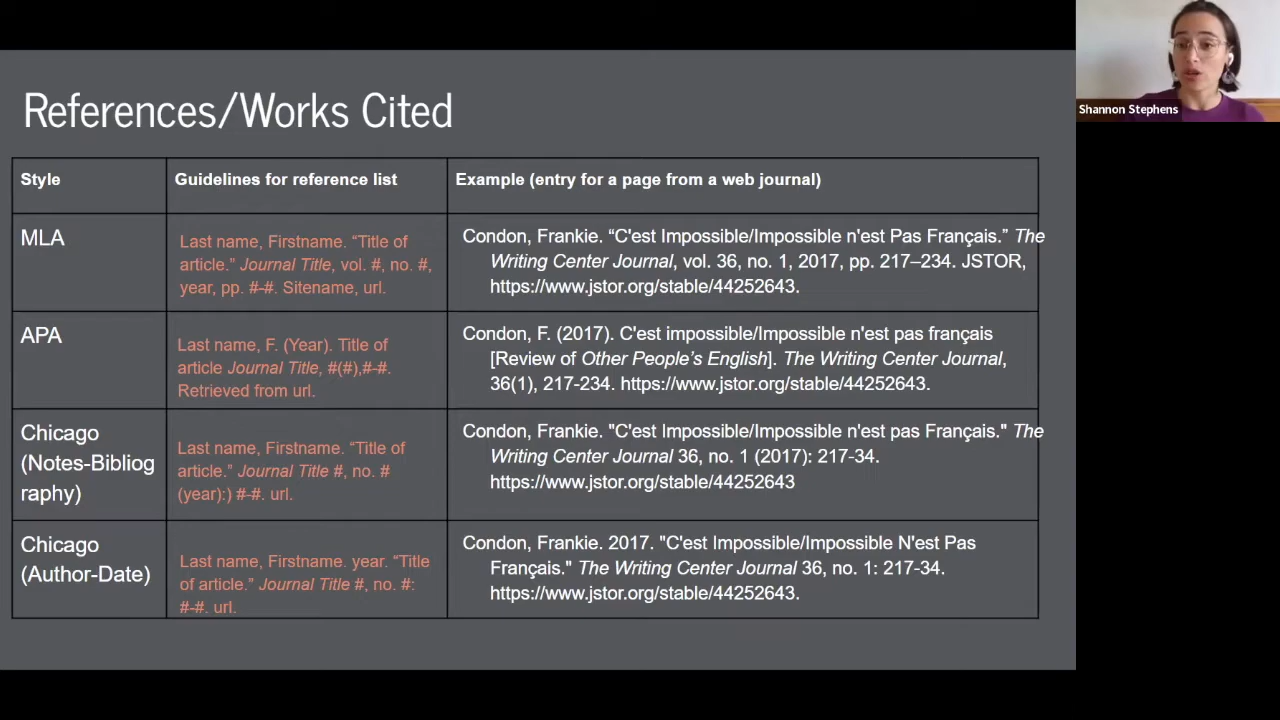 References/Works Cited
Shannon Stephens
Style
Guidelines for reference list
Example (entry for a page from a web journal)
MLA
Last name, Firstname. “Title of
article.” Journal Title, vol. #, no. #,
year, pp. #-#. Sitename, url.
Condon, Frankie. “C'est Impossible/Impossible n'est Pas Français.” The
Writing Center Journal, vol. 36, no. 1, 2017, pp. 217–234. JSTOR,
https://www.jstor.org/stable/44252643.
APA
Last name, F. (Year). Title of
article Journal Title, #(#),#-#.
Retrieved from url.
Condon, F. (2017). C'est impossible/Impossible n'est pas français
[Review of Other People’s English]. The Writing Center Journal,
36(1), 217-234. https://www.jstor.org/stable/44252643.
Chicago
(Notes-Bibliog
raphy)
Last name, Firstname. “Title of
article.” Journal Title #, no. #
(year):) #-#. url.
Condon, Frankie. "C'est Impossible/Impossible n'est pas Français." The
Writing Center Journal 36, no. 1 (2017): 217-34.
https://www.jstor.org/stable/44252643
Chicago
(Author-Date)
Last name, Firstname. year. “Title
of article.” Journal Title #, no. #:
#-#. url.
Condon, Frankie. 2017. "C'est Impossible/Impossible N'est Pas
Français." The Writing Center Journal 36, no. 1: 217-34.
https://www.jstor.org/stable/44252643.